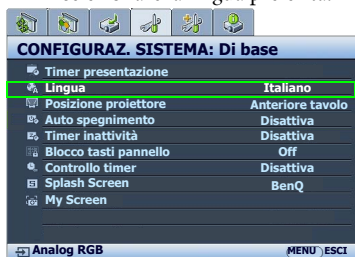 CONFIGURAZ. SISTEMA: Di base
Timer presentazione
Lingua Italiano
Posizione proiettore Anteriore tavolo
Auto spegnimento Disattiva
Timer inattività Disattiva
Blocco tasti pannello Off
Controllo timer Disattiva
Splash Screen BenQ
My Screen
Analog RGB MENU ESCI